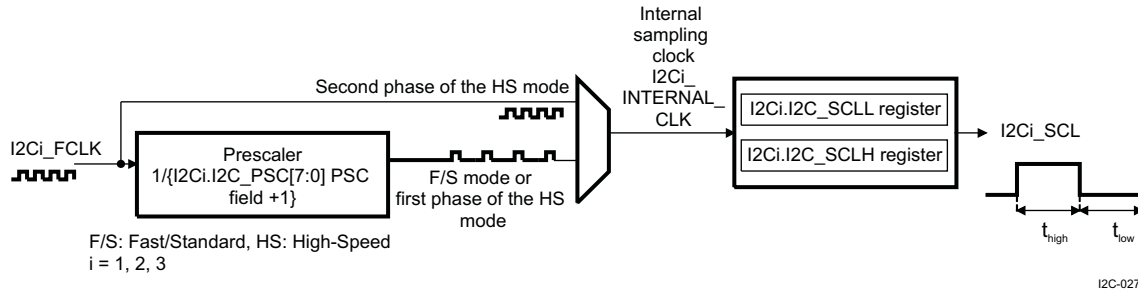 Internal
sampling
clock
I2Ci_
INTERNAL_
CLK
Second phase of the HS mode
I2Ci.I2C_SCLL register
I2Ci.I2C_SCLH register
I2Ci_FCLK
Prescaler
1/{I2Ci.I2C_PSC[7:0] PSC
field +1}
F/S mode or
first phase of the HS
mode
I2Ci_SCL
thigh
tlow
F/S: Fast/Standard, HS: High-Speed
i = 1, 2, 3
I2C-027